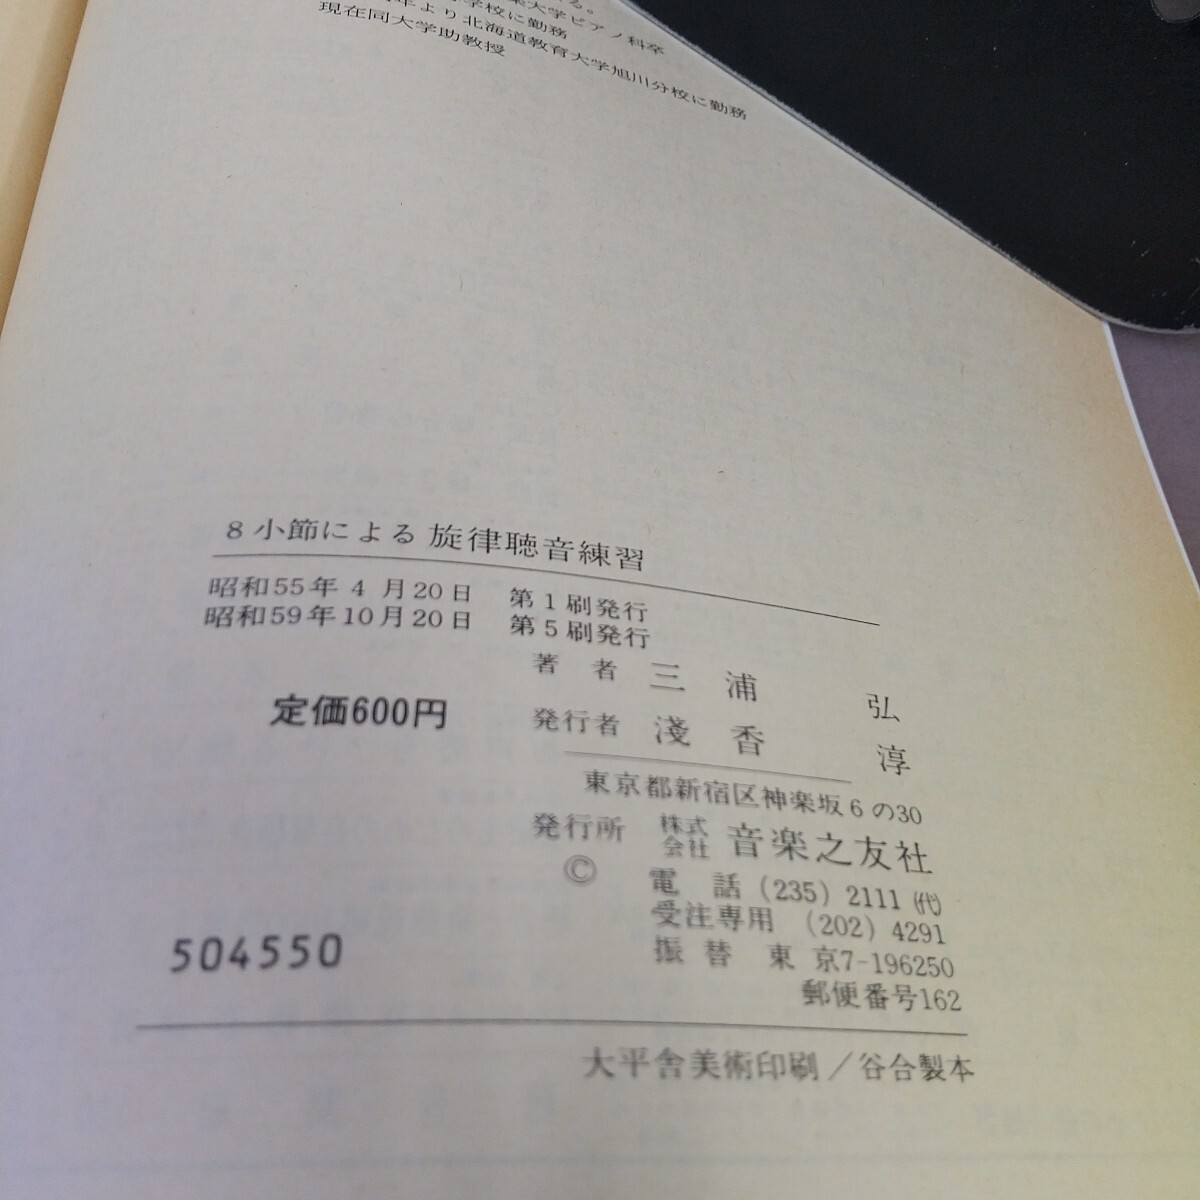 大学ピアノ科卒
学校に勤務
年より北海道教育大学旭川分校に勤務
現在同大学助教授
8小節による 旋律聴音練習
昭和55年 4 月20日 第1刷発行
昭和59年10月20日 第5刷発行
著 者 三 浦 弘
定価600円
発行者 淺 香 淳
東京都新宿区神楽坂6の30
発行所 株式会社 音楽之友社
©
電 話 (235) 2111 (代)
受注専用 (202) 4291
振 替 東 京7-196250
郵便番号162
504550
大平舎美術印刷/谷合製本